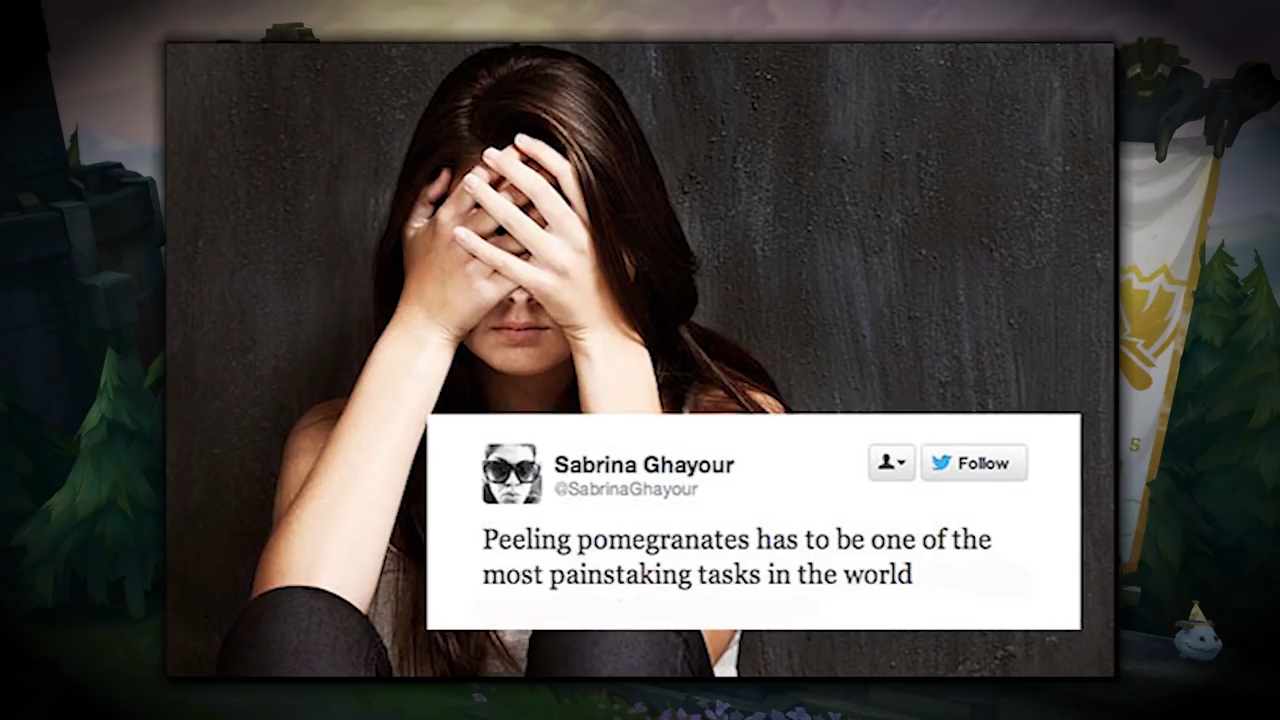 Sabrina Ghayour
@SabrinaGhayour
Follow
Peeling pomegranates has to be one of the
most painstaking tasks in the world
S